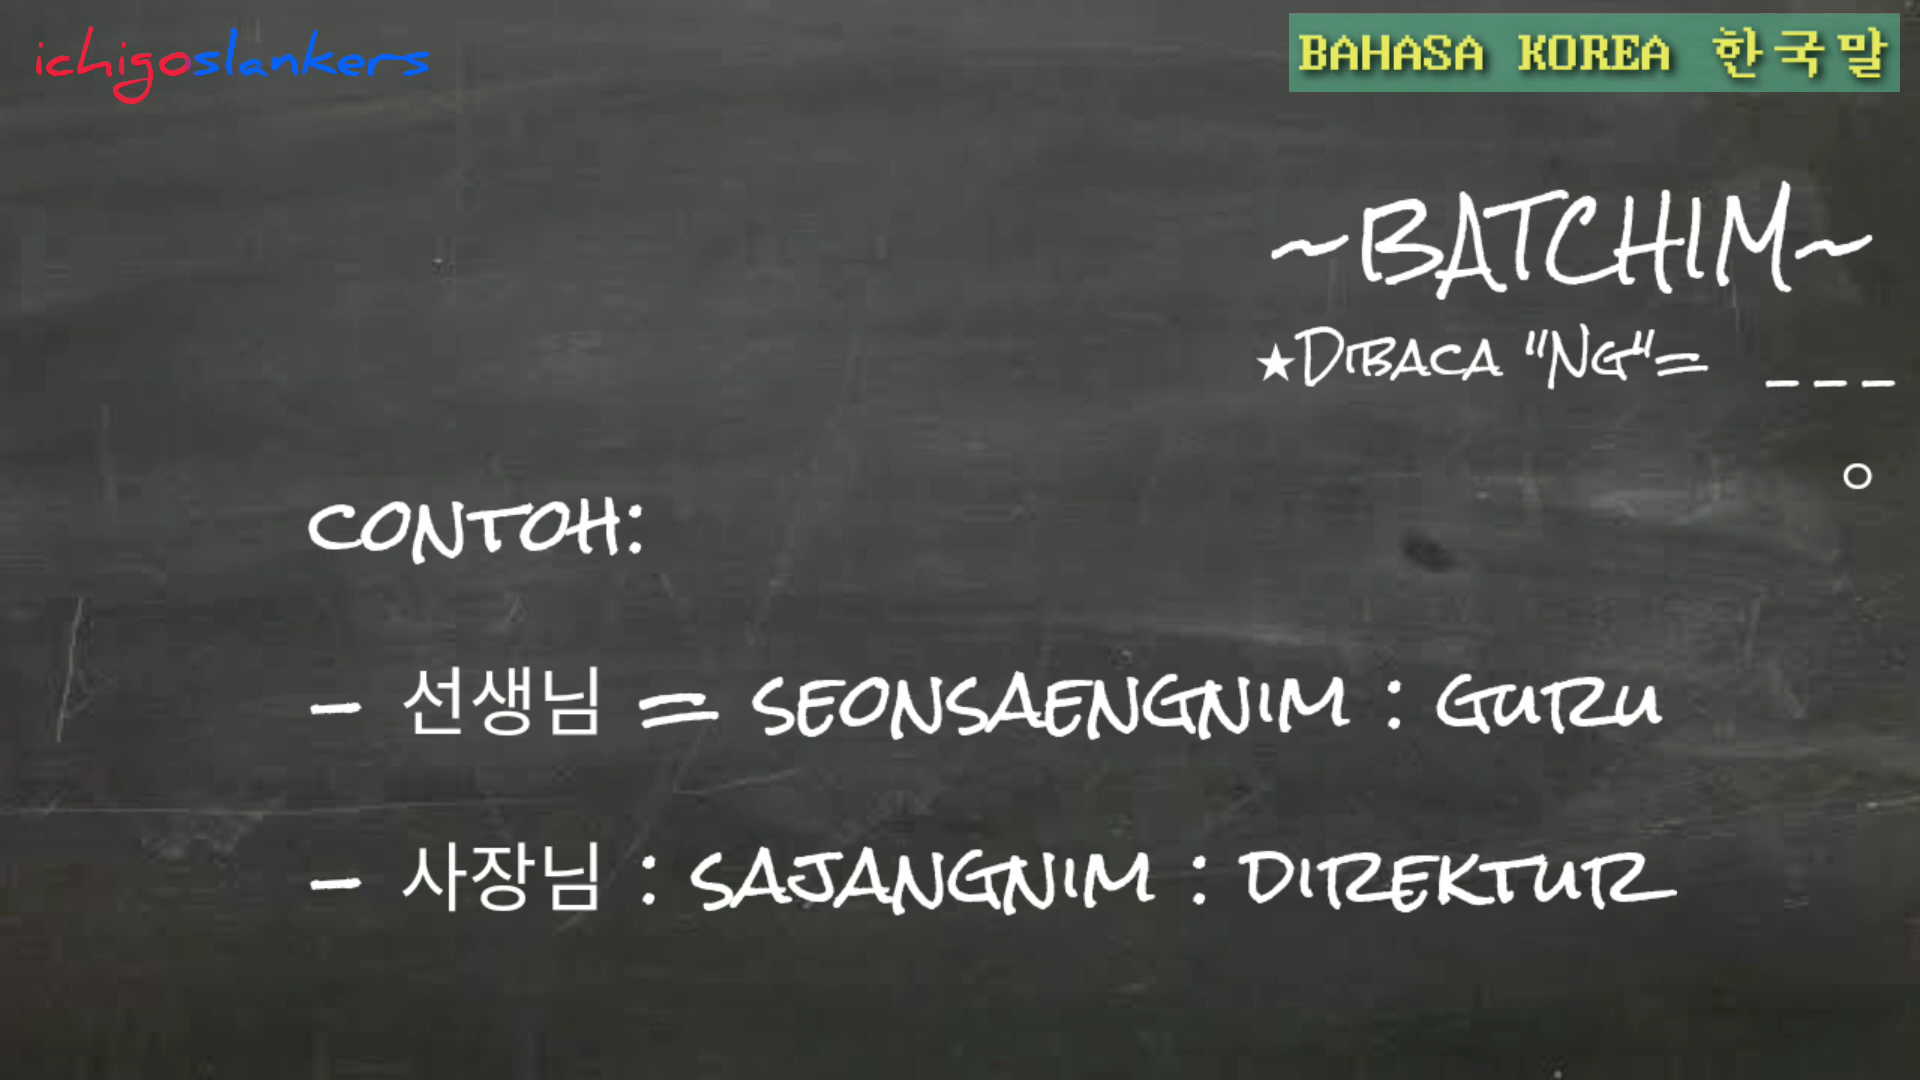 ichigoslankers
BAHASA KOREA 한국말
~BATCHIM~
★DIBACA "NG"= _ _ _
ㅇ
CONTOH:
- 선생님 = SEONSAENGNIM : GURU
- 사장님 : SAJANGNIM : DIREKTUR